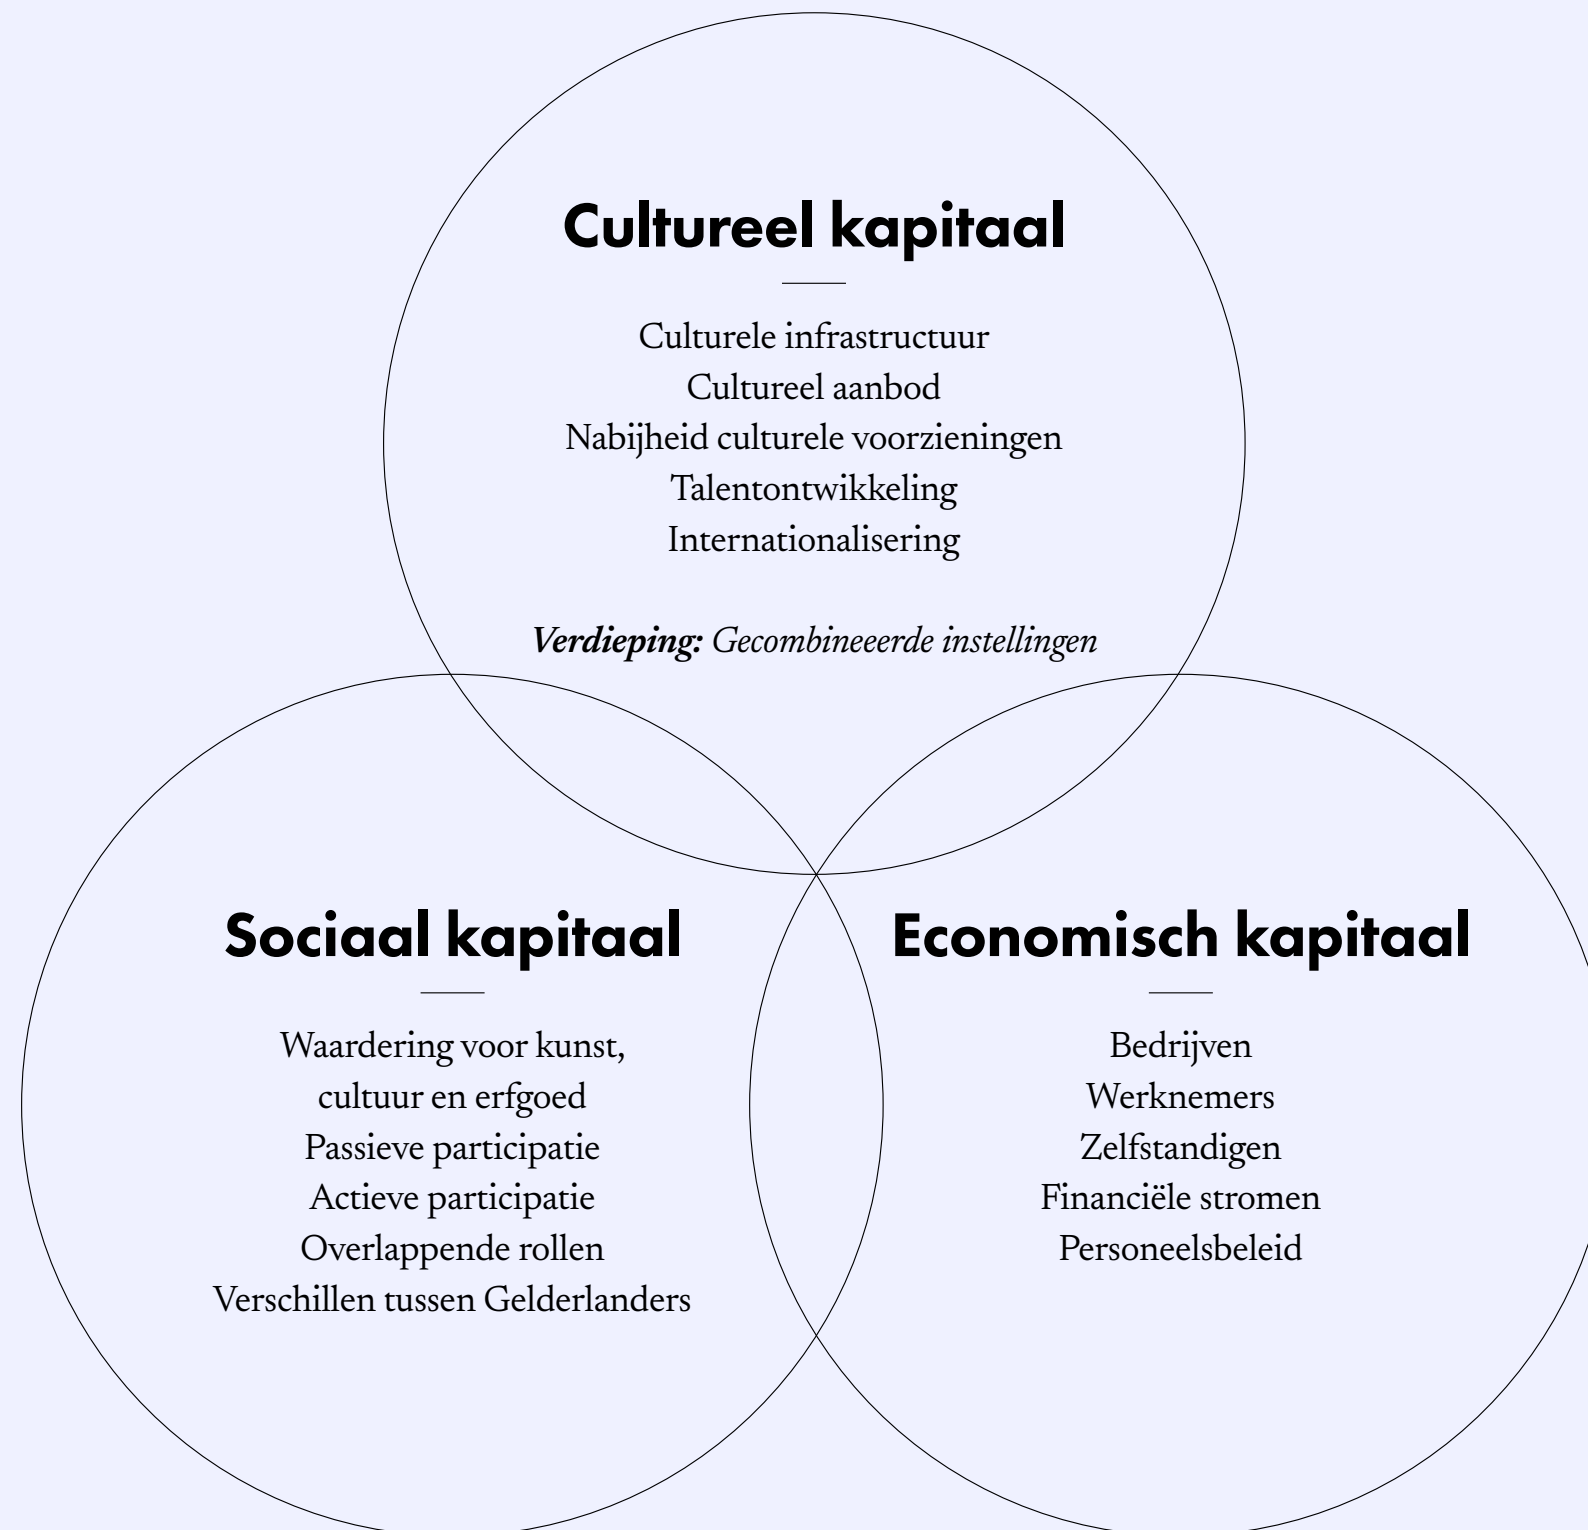 Cultureel kapitaal
Culturele infrastructuur
Cultureel aanbod
Nabijheid culturele voorzieningen
Talentontwikkeling
Internationalisering
Verdieping: Gecombineeerde instellingen
Sociaal kapitaal
Waardering voor kunst,
cultuur en erfgoed
Passieve participatie
Actieve participatie
Overlappende rollen
Verschillen tussen Gelderlanders
Economisch kapitaal
Bedrijven
Werknemers
Zelfstandigen
Financiële stromen
Personeelsbeleid